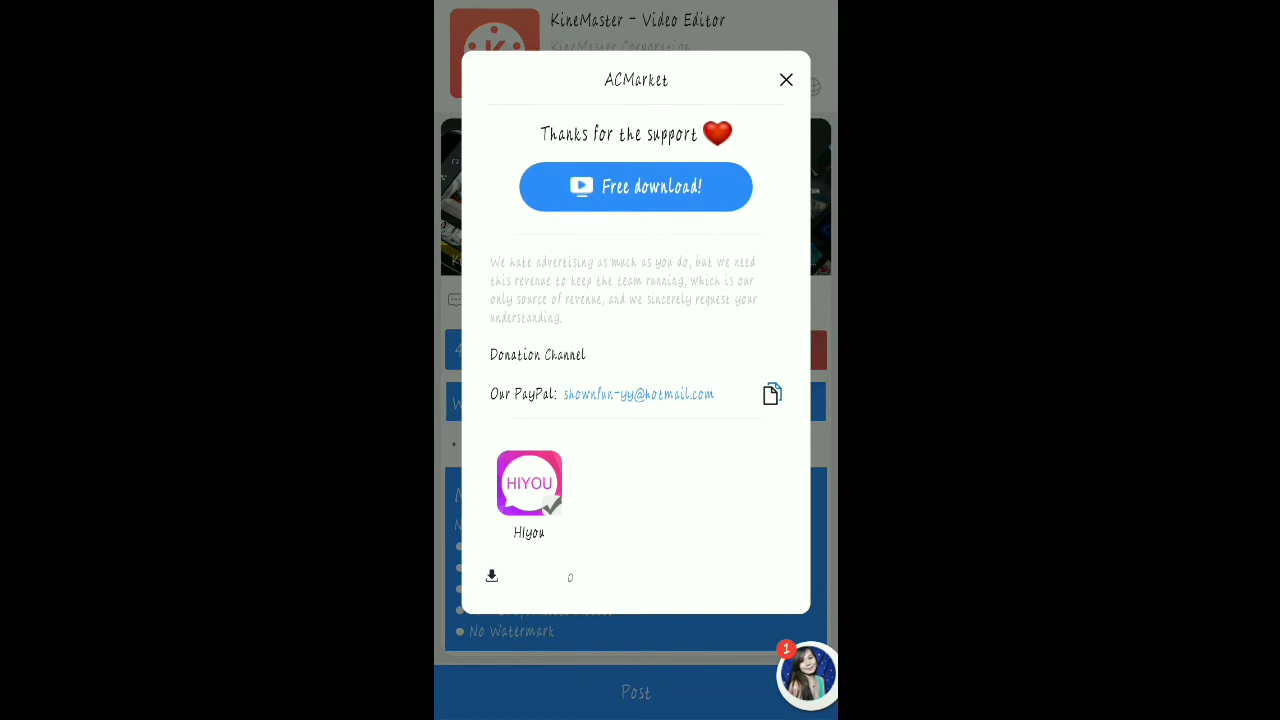 KineMaster - Video Editor
KineMaster Corporation
ACMarket
Thanks for the support
Free download!
We hate advertising as much as you do, but we need
this revenue to keep the team running, which is our
only source of revenue, and we sincerely request your
understanding.
Donation Channel
Our PayPal: shownfun-yy@hotmail.com
HIYOU
HIyou
0
No Watermark
1
Post